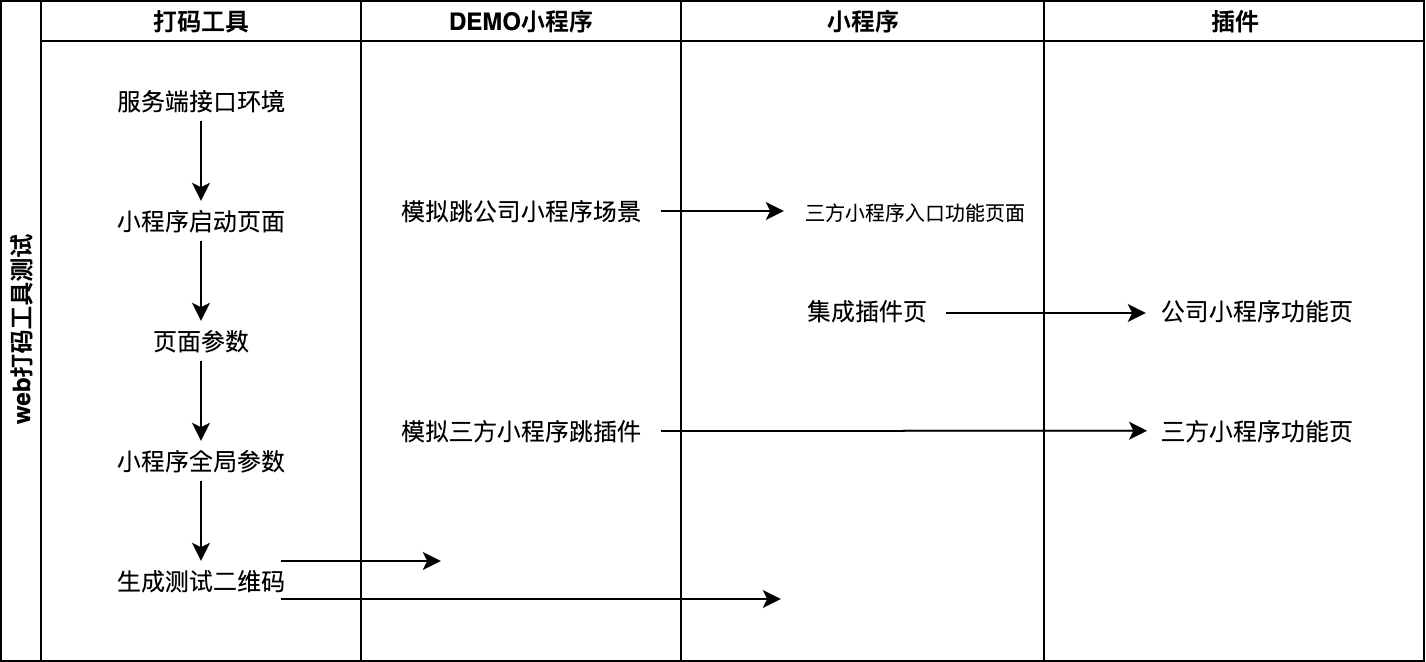 web打码工具测试
打码工具
DEMO小程序
小程序
插件
服务端接口环境
小程序启动页面
页面参数
小程序全局参数
生成测试二维码
模拟跳公司小程序场景
模拟三方小程序跳插件
三方小程序入口功能页面
集成插件页
公司小程序功能页
三方小程序功能页